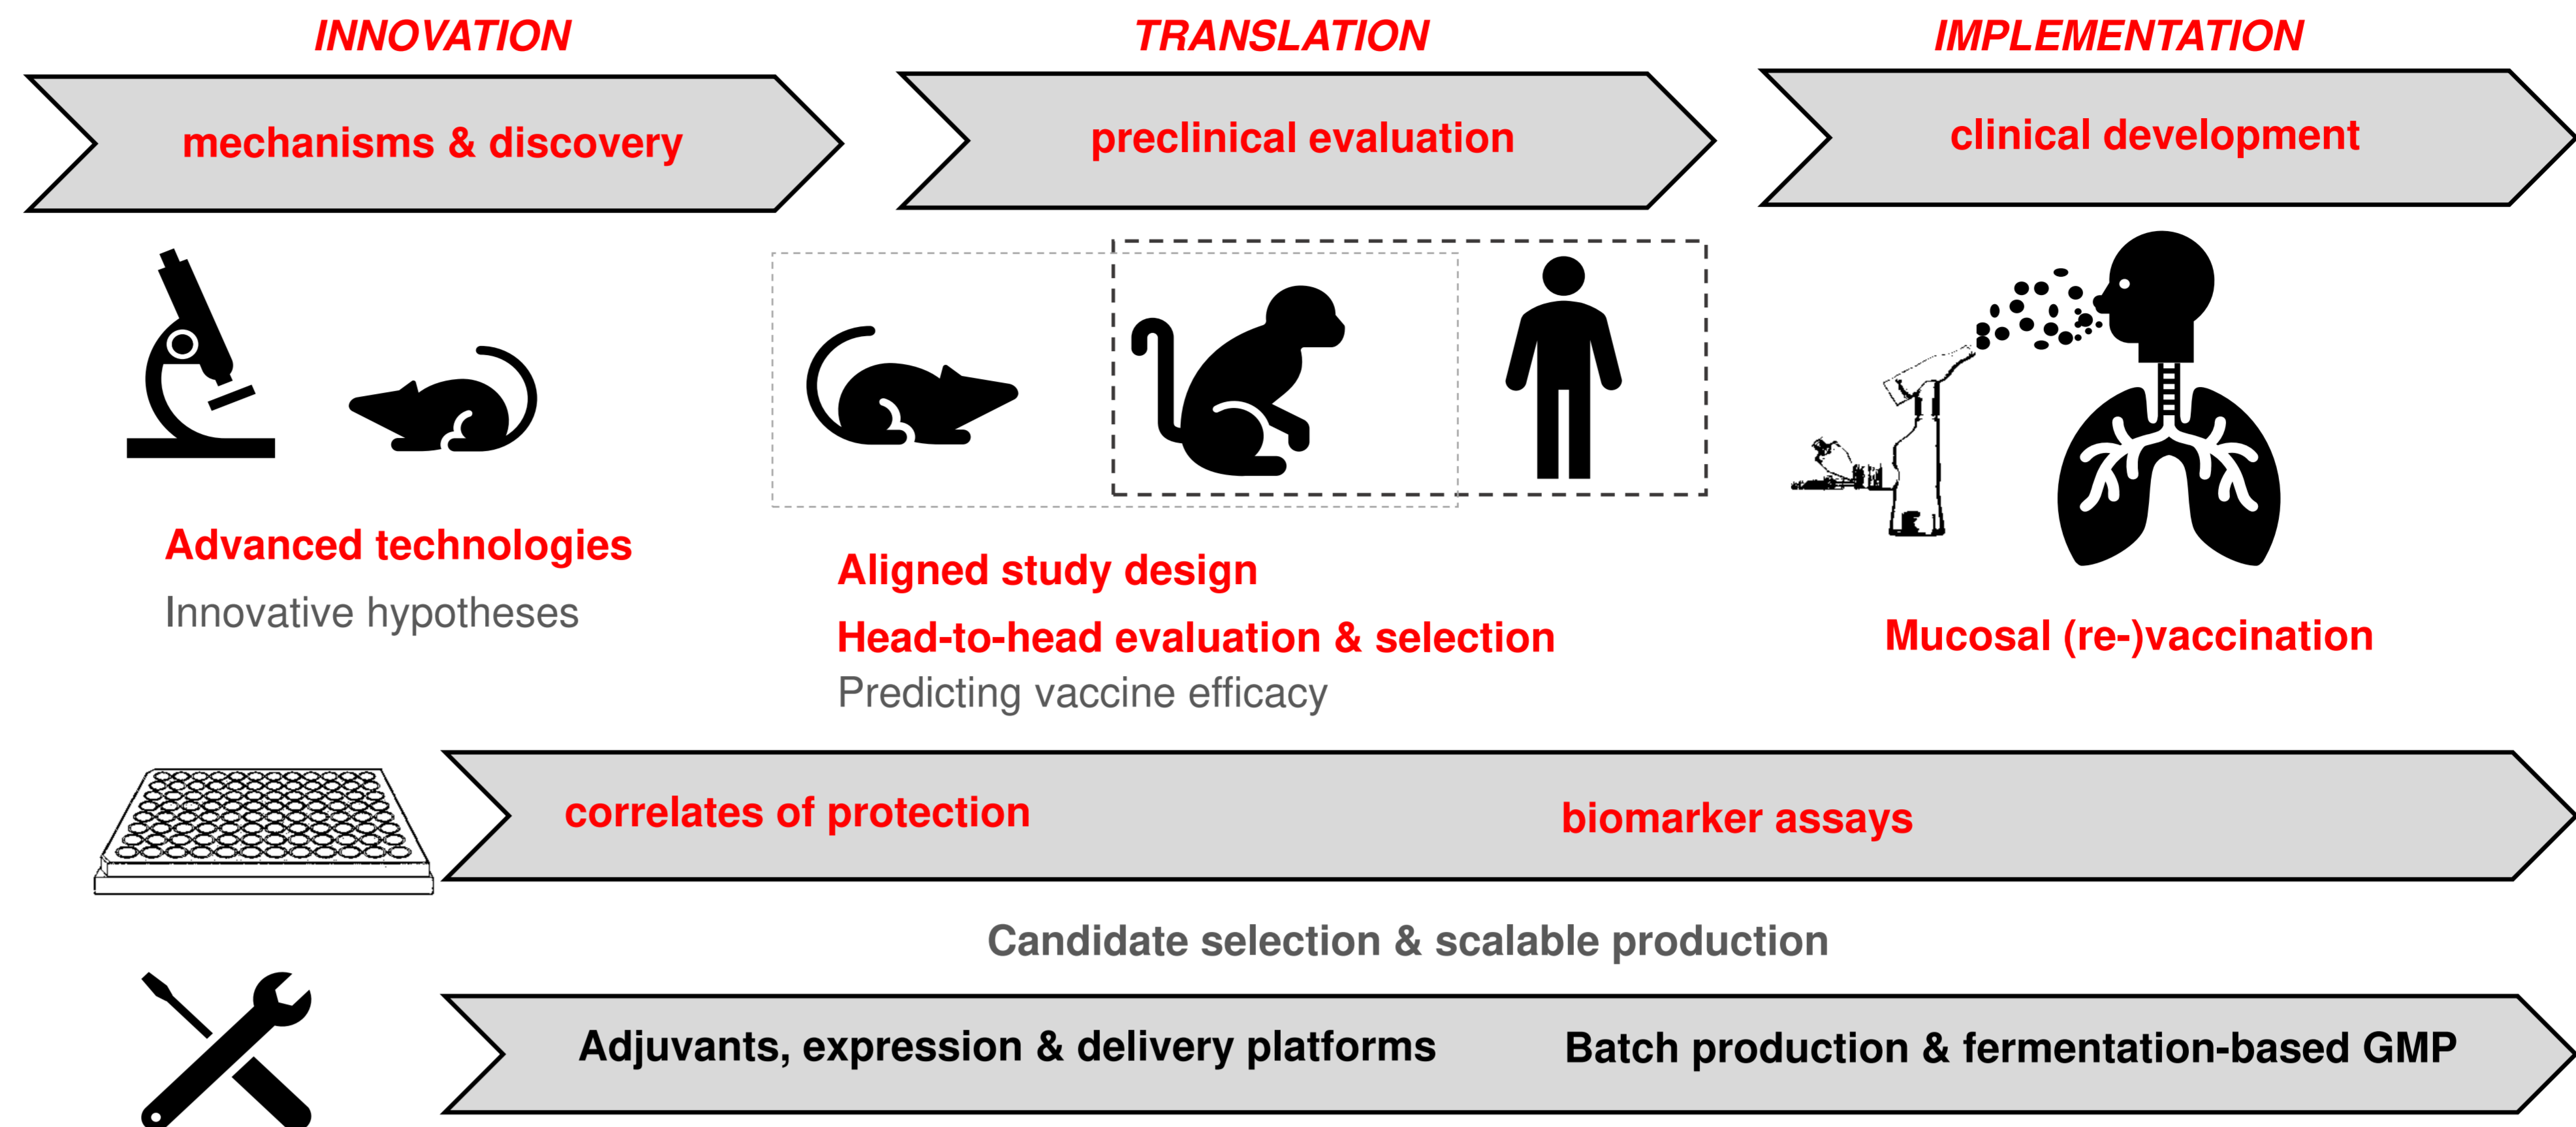 INNOVATION
TRANSLATION
IMPLEMENTATION
mechanisms & discovery
preclinical evaluation
clinical development
Advanced technologies
Innovative hypotheses
Aligned study design
Head-to-head evaluation & selection
Predicting vaccine efficacy
Mucosal (re-)vaccination
correlates of protection
biomarker assays
Candidate selection & scalable production
Adjuvants, expression & delivery platforms
Batch production & fermentation-based GMP